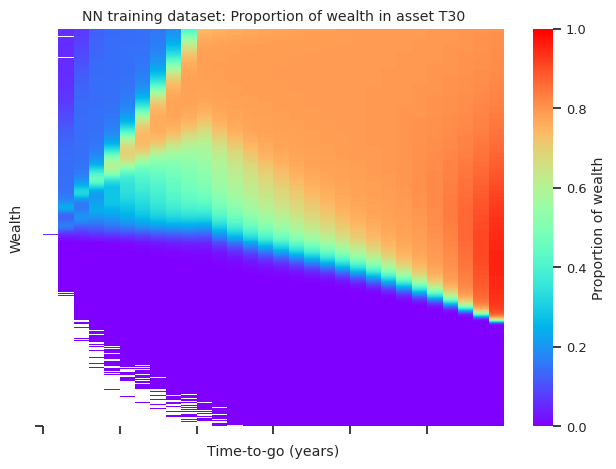 NN training dataset: Proportion of wealth in asset T30
Wealth
Time-to-go (years)
1.0
0.8
0.6
0.4
0.2
0.0
Proportion of wealth